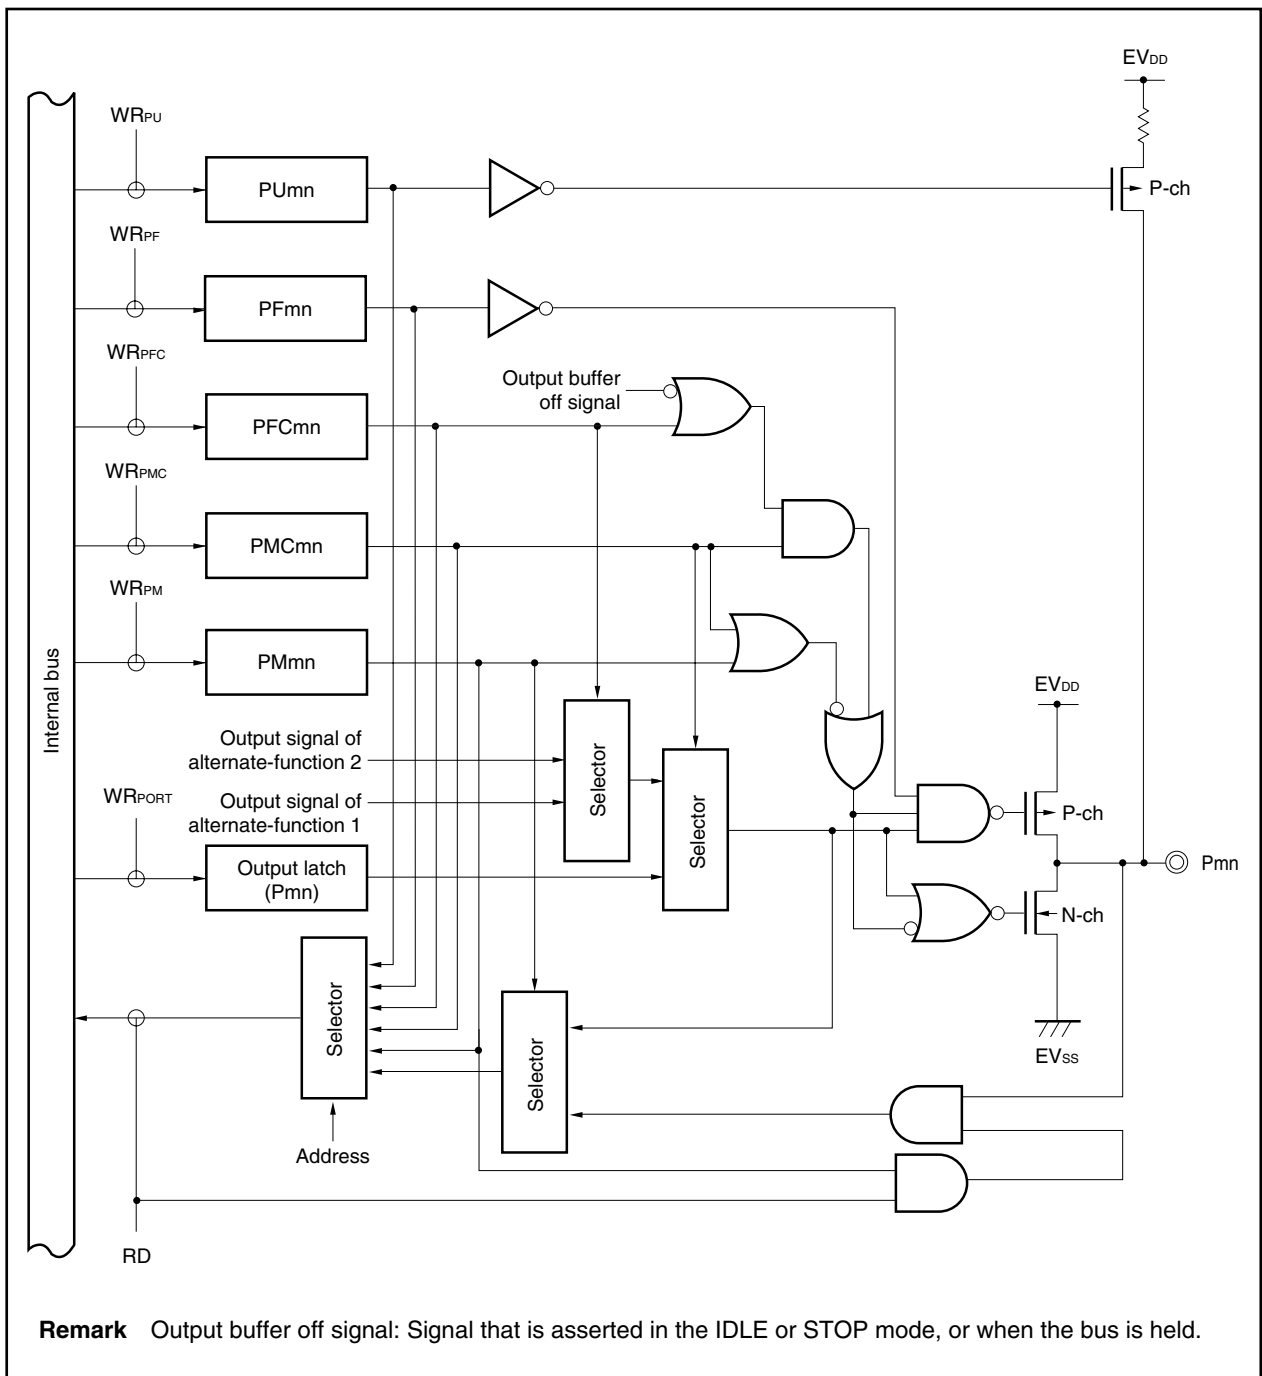 EVDD
WRPU
PUmn
P-ch
WRPF
PFmn
WRPFC
Output buffer
off signal
PFCmn
WRPMC
PMCmn
WRPM
PMmn
Internal bus
EVDD
Output signal of
alternate-function 2
Selector
Selector
WRPORT
Output signal of
alternate-function 1
P-ch
Output latch
(Pmn)
Pmn
N-ch
Selector
Selector
EVSS
Address
RD
Remark Output buffer off signal: Signal that is asserted in the IDLE or STOP mode, or when the bus is held.